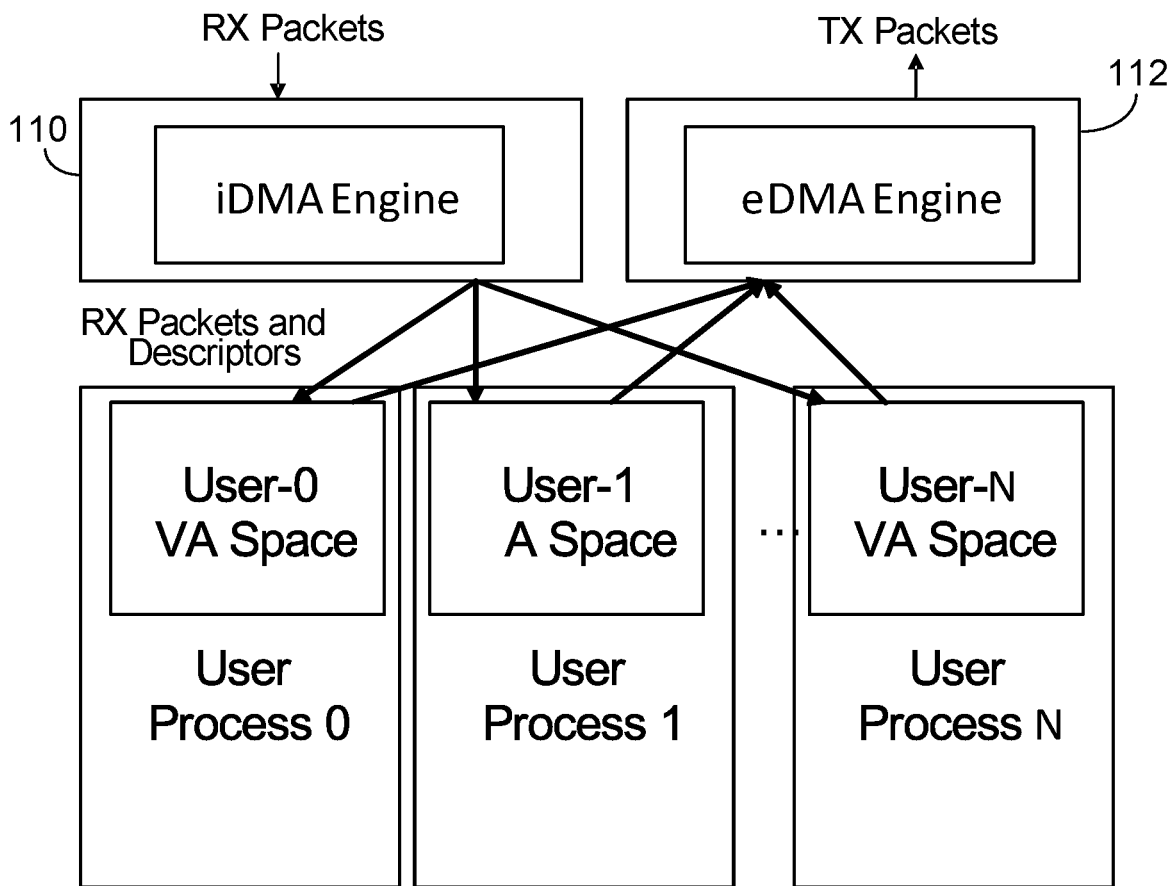 RX Packets
TX Packets
110
112
iDMA Engine
eDMA Engine
RX Packets and
Descriptors
User-0
VA Space
User-1
A Space
...
User-N
VA Space
User
Process 0
User
Process 1
User
Process N